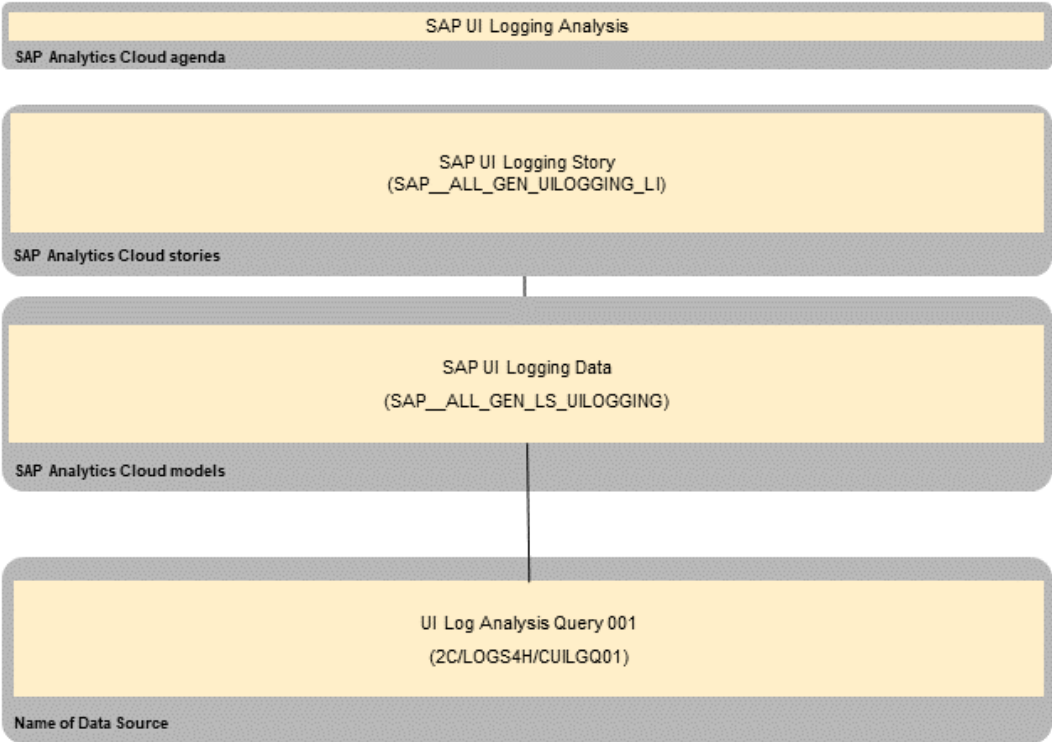 SAP UI Logging Analysis
SAP Analytics Cloud agenda
SAP UI Logging Story
(SAP__ALL_GEN_UILOGGING_LI)
SAP Analytics Cloud stories
SAP UI Logging Data
(SAP__ALL_GEN_LS_UILOGGING)
SAP Analytics Cloud models
UI Log Analysis Query 001
(2C/LOGS4H/CUILGQ01)
Name of Data Source